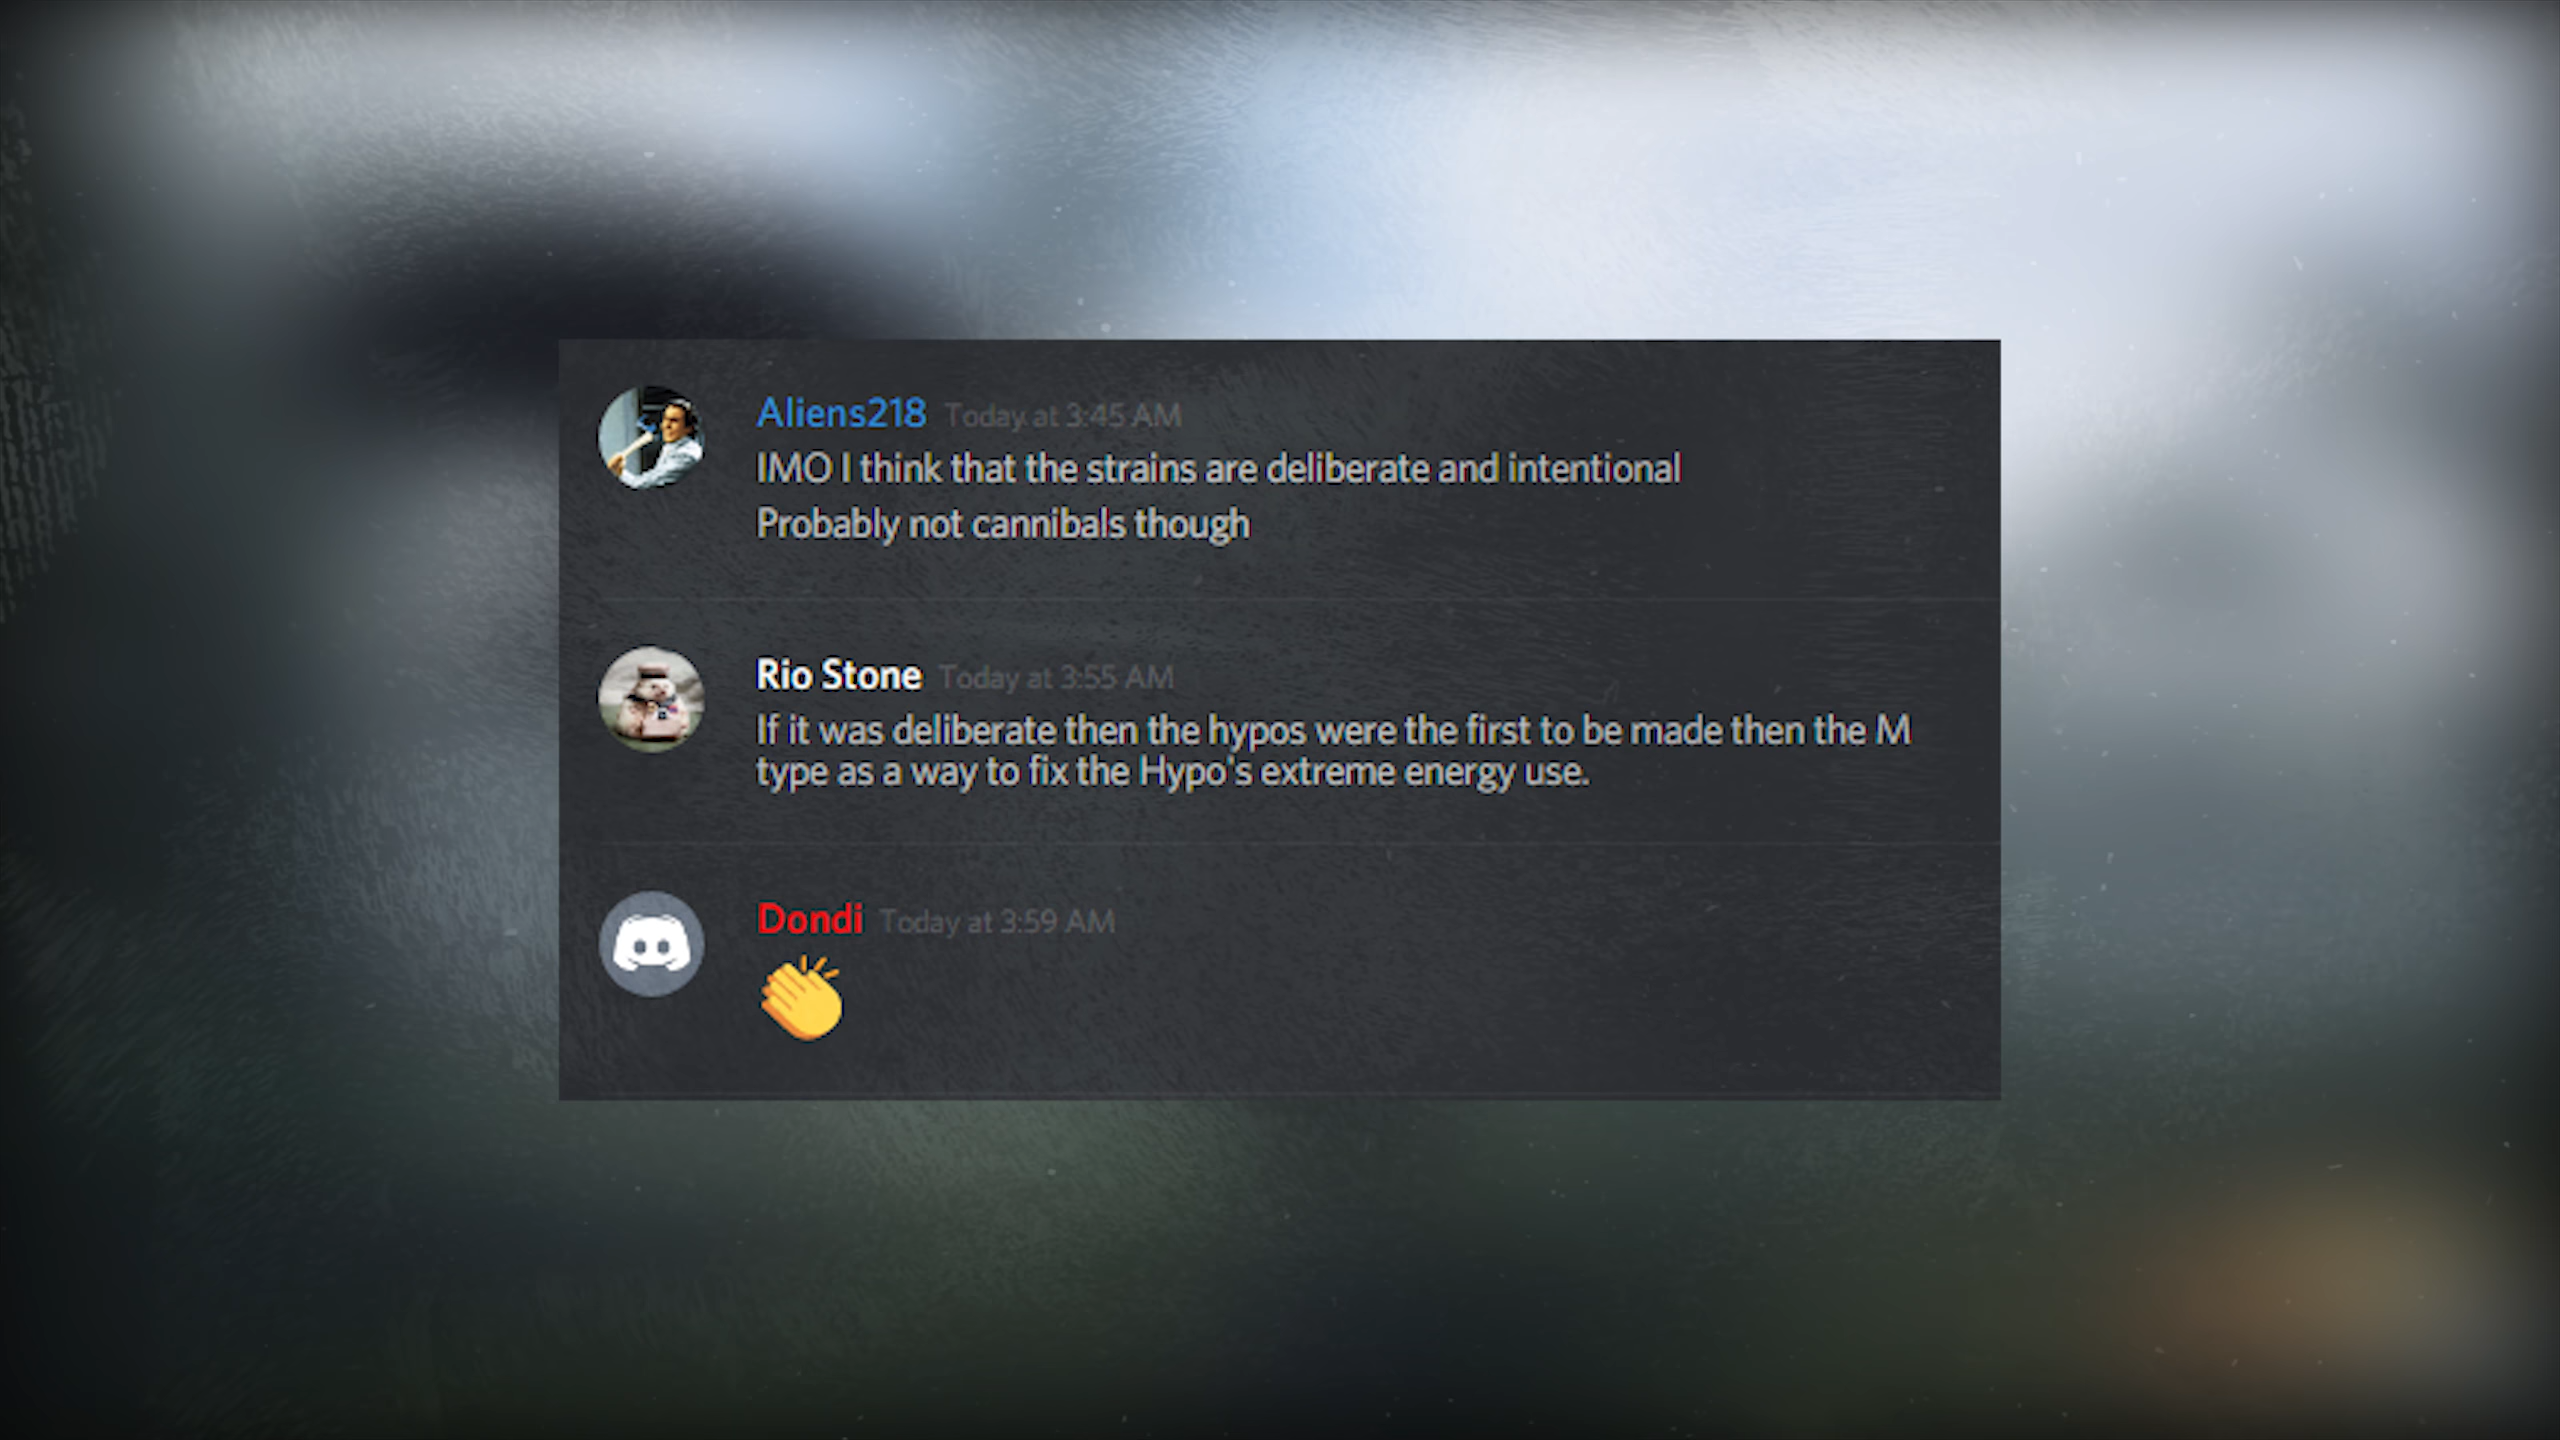 Aliens218 Today at 3:45 AM
IMO I think that the strains are deliberate and intentional
Probably not cannibals though
Rio Stone Today at 3:55 AM
If it was deliberate then the hypos were the first to be made then the M
type as a way to fix the Hypo's extreme energy use.
Dondi Today at 3:59 AM
👏